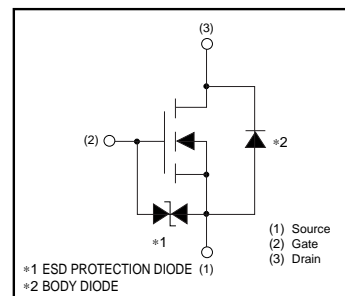 (3)
(2)
∗2
∗1
(1) Source
(2) Gate
(3) Drain
∗1 ESD PROTECTION DIODE (1)
∗2 BODY DIODE